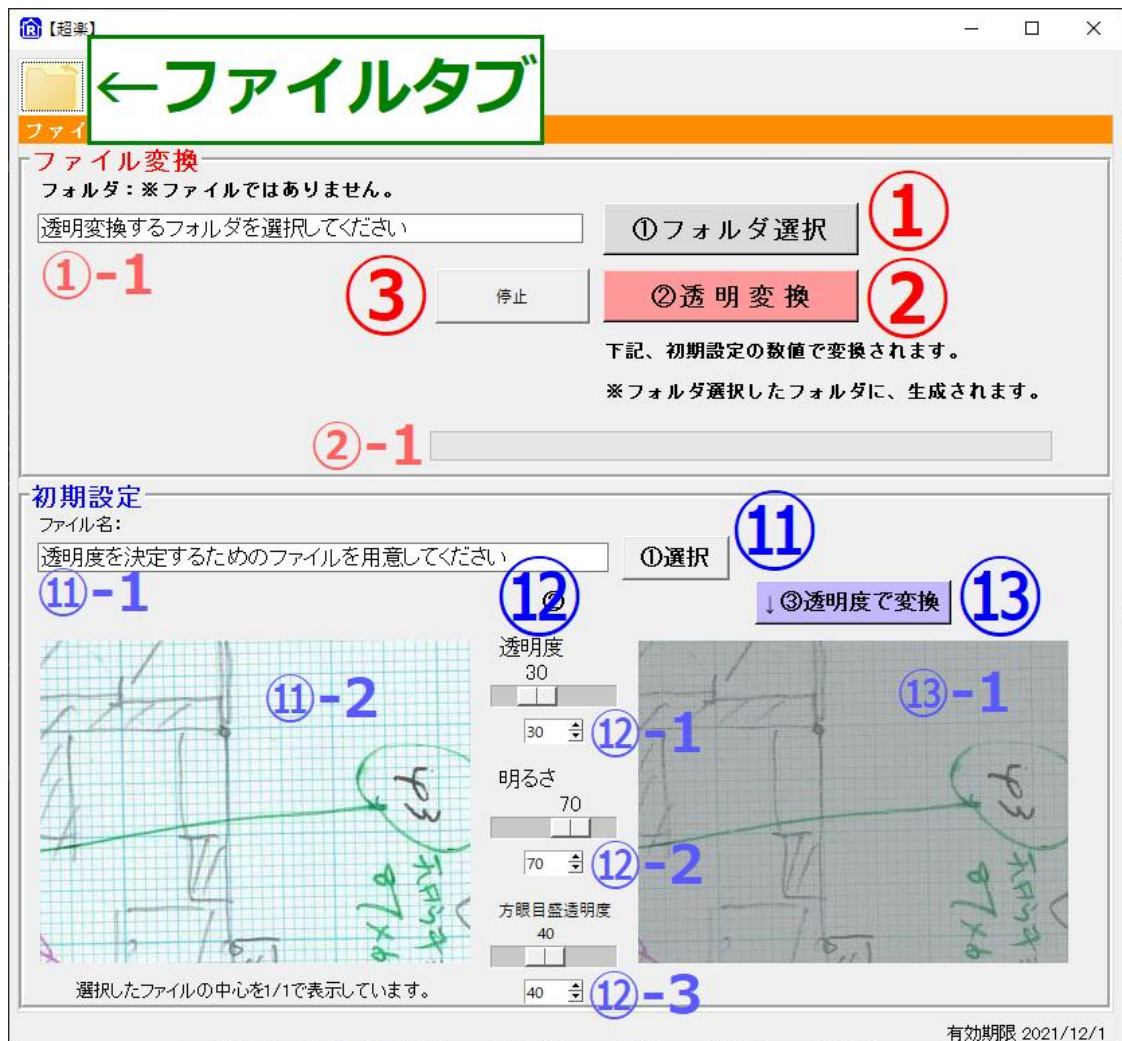 【超楽】
←ファイルタブ
ファイ
ファイル変換
フォルダ：※ファイルではありません。
透明変換するフォルダを選択してください
①フォルダ選択
①
①-1
③
停止
②透 明 変 換
②
下記、初期設定の数値で変換されます。
※フォルダ選択したフォルダに、生成されます。
②-1
初期設定
ファイル名：
透明度を決定するためのファイルを用意してください
①選択
⑪
⑪-1
⑫
↓③透明度で変換
⑬
透明度
30
30
⑫-1
明るさ
70
70
⑫-2
方眼目盛透明度
40
40
⑫-3
⑪-2
φ3
87×6
⑬-1
φ3
87×6
選択したファイルの中心を1/1で表示しています。
有効期限 2021/12/1